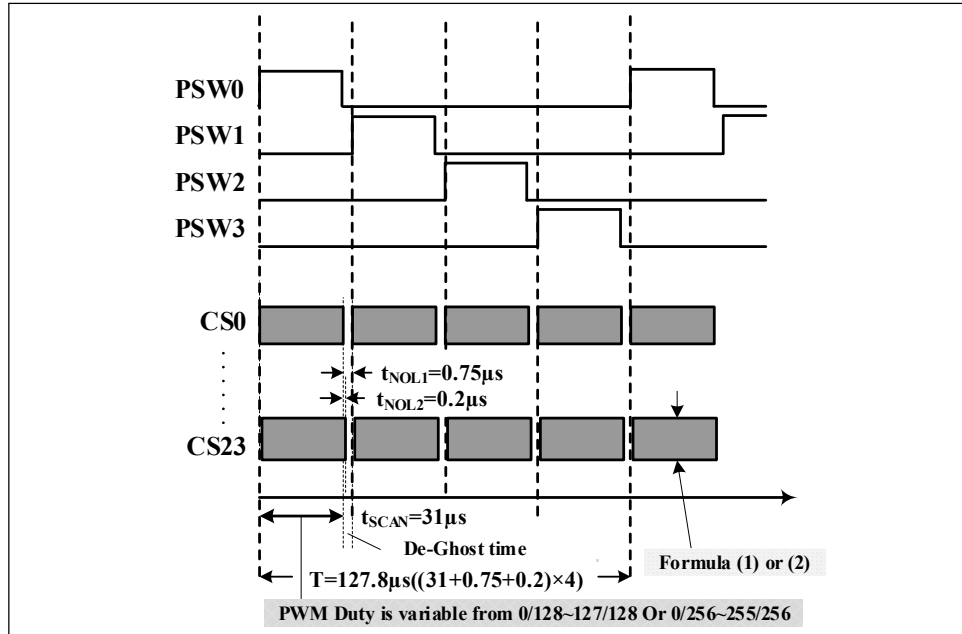 PSW0
PSW1
PSW2
PSW3
CS0
tNOL1=0.75µs
tNOL2=0.2µs
CS23
tSCAN=31µs
De-Ghost time
Formula (1) or (2)
T=127.8µs((31+0.75+0.2)×4)
PWM Duty is variable from 0/128~127/128 Or 0/256~255/256